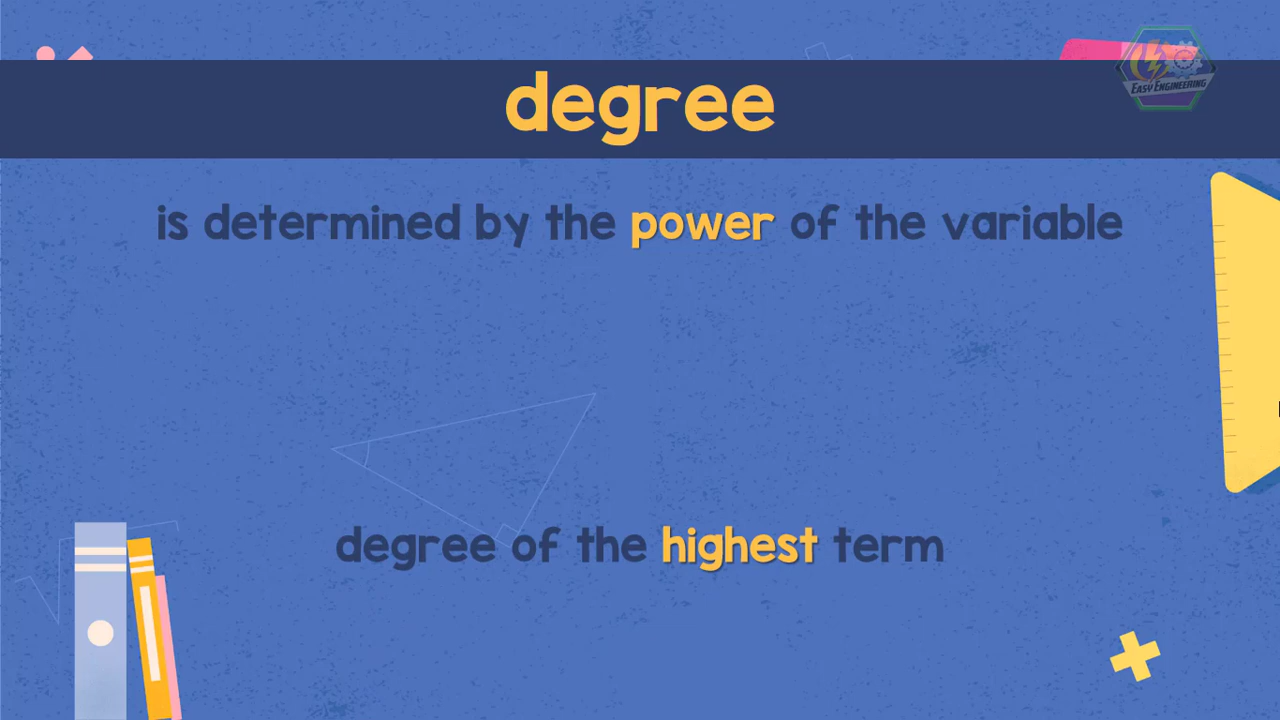 EASY ENGINEERING
degree
is determined by the power of the variable
degree of the highest term